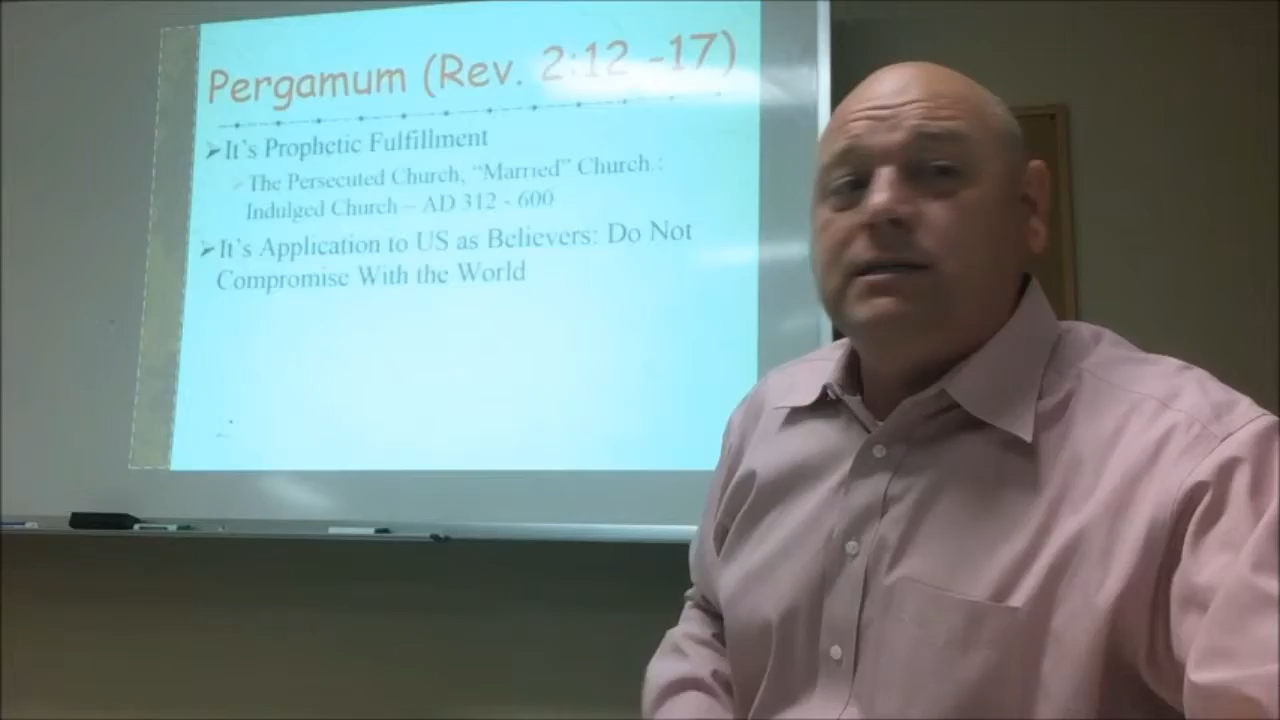 Pergamum (Rev. 2:12 -17)
It's Prophetic Fulfillment
The Persecuted Church, "Married" Church.:
Indulged Church – AD 312 - 600
It's Application to US as Believers: Do Not
Compromise With the World